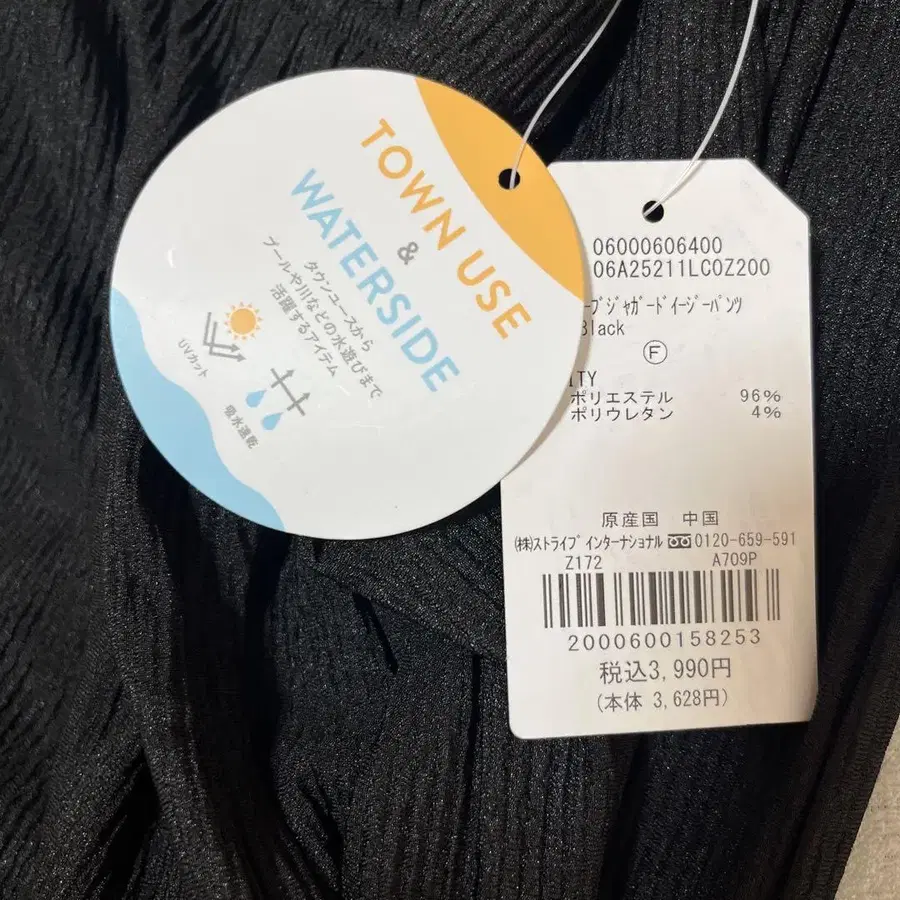 TOWN USE
&
WATERSIDE
タウンユースから
プールや川などの水遊びまで
活躍するアイテム
UVカット
吸水速乾
06000606400
06A25211LC0Z200
ｰﾌﾞｼﾞｬｶﾞｰﾄﾞｲｰｼﾞｰﾊﾟﾝﾂ
Black
Ⓕ
ITY
ポリエステル 96%
ポリウレタン 4%
原産国 中国
(株)ストライプインターナショナル 0120-659-591
Z172 A709P
2000600158253
税込3,990円
(本体 3,628円)